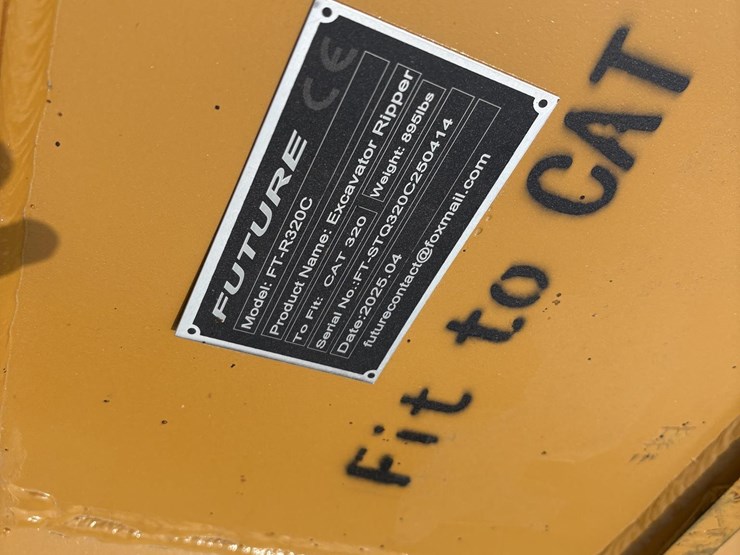 FUTURE CE
Model: FT-R320C
Product Name: Excavator Ripper
To Fit: CAT 320 Weight: 895lbs
Serial No.:FT-STQ320C250414
Date:2025.04
futurecontact@foxmail.com
Fit to CAT